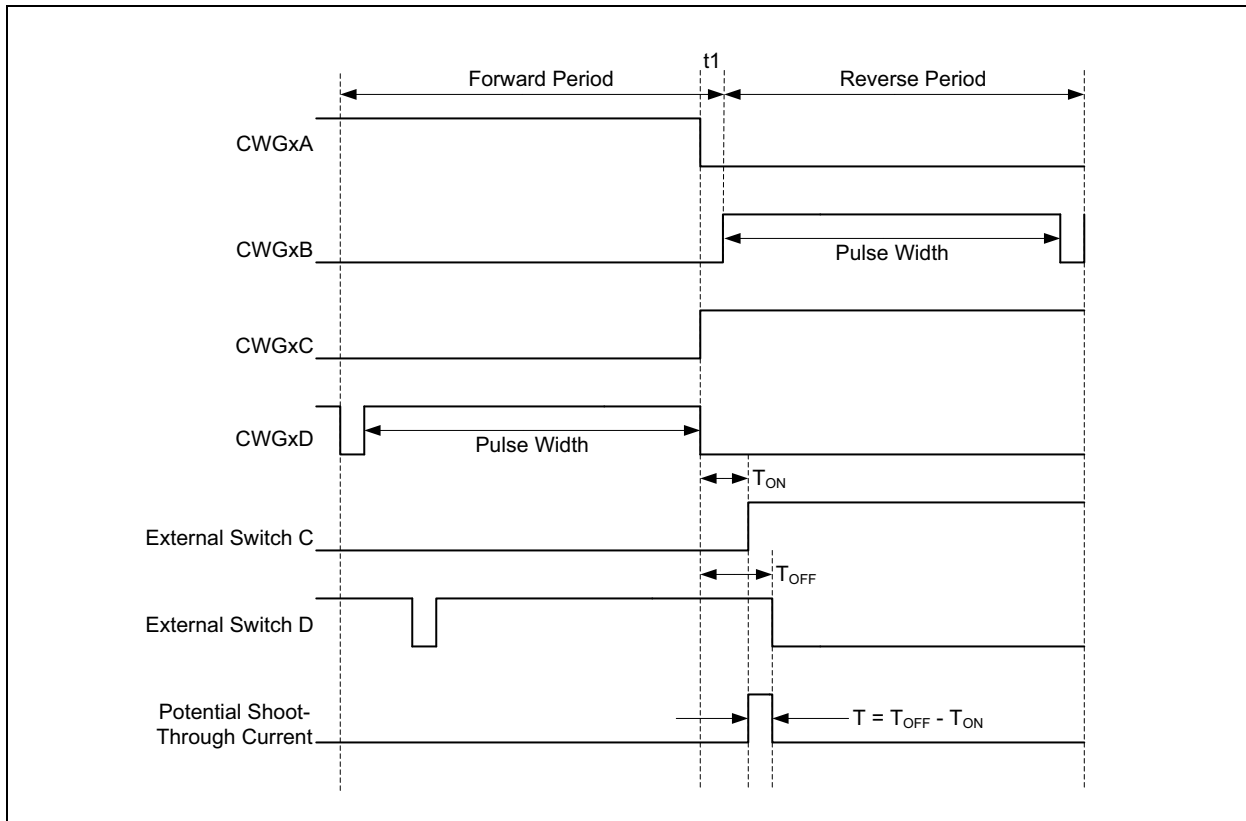 t1
Forward Period
Reverse Period
CWGxA
CWGxB
Pulse Width
CWGxC
CWGxD
Pulse Width
TON
External Switch C
TOFF
External Switch D
Potential Shoot-
Through Current
T = TOFF - TON